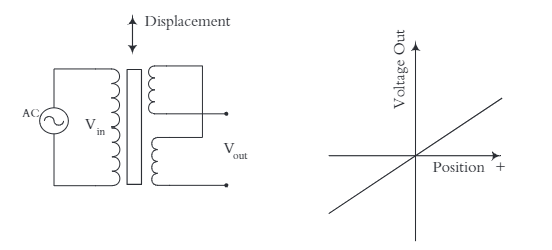 Displacement
AC
V in
V out
Voltage Out
Position +